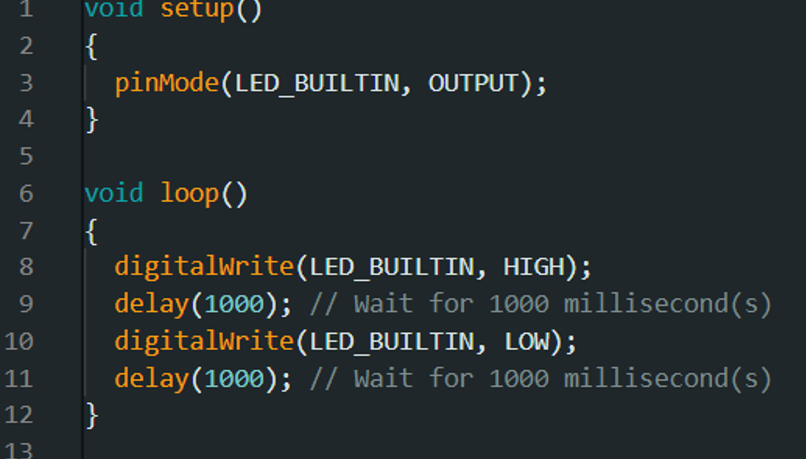 1 void setup()
2 {
3 pinMode(LED_BUILTIN, OUTPUT);
4 }
5
6 void loop()
7 {
8 digitalWrite(LED_BUILTIN, HIGH);
9 delay(1000); // Wait for 1000 millisecond(s)
10 digitalWrite(LED_BUILTIN, LOW);
11 delay(1000); // Wait for 1000 millisecond(s)
12 }
13